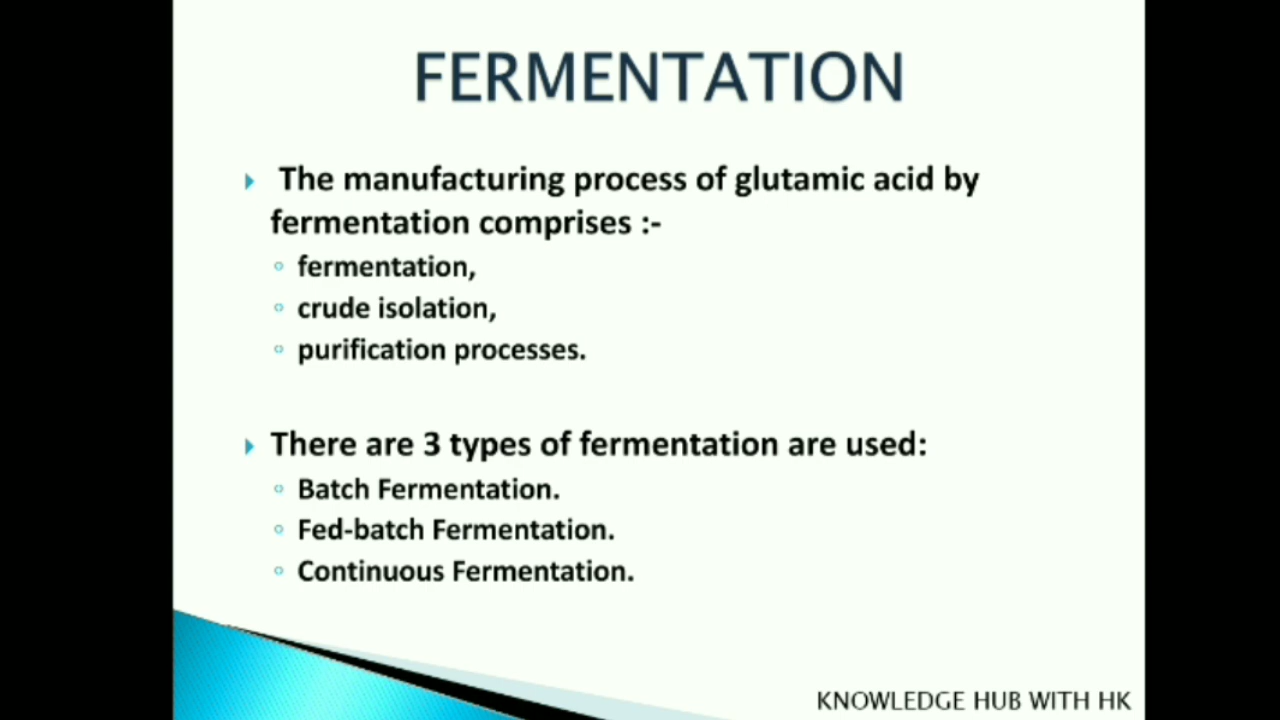 FERMENTATION
The manufacturing process of glutamic acid by
fermentation comprises :-
fermentation,
crude isolation,
purification processes.
There are 3 types of fermentation are used:
Batch Fermentation.
Fed-batch Fermentation.
Continuous Fermentation.
KNOWLEDGE HUB WITH HK